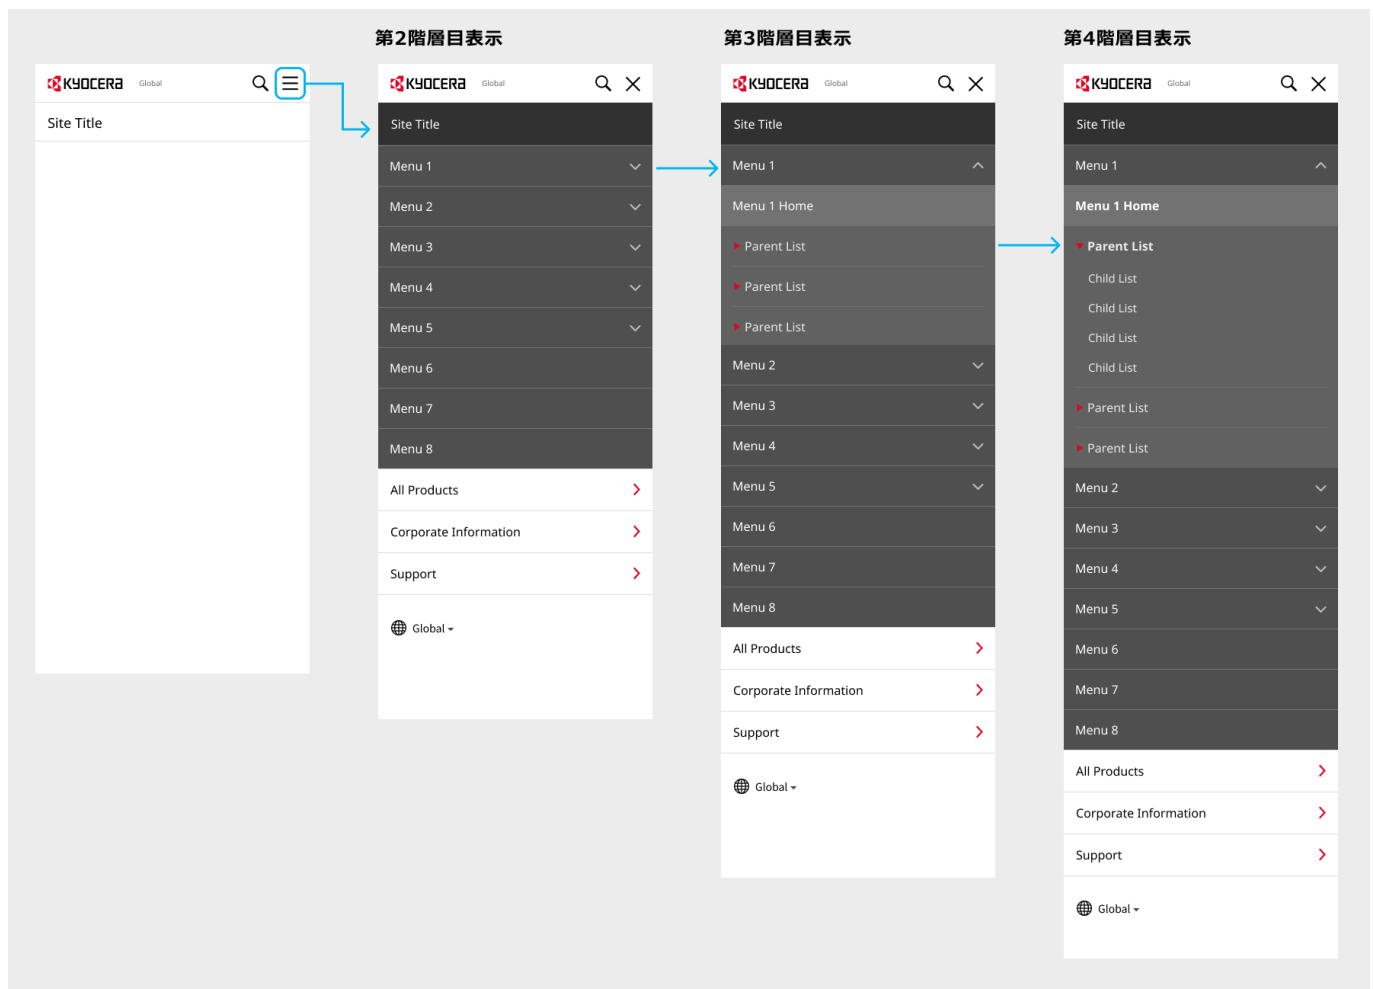 第2階層目表示
第3階層目表示
第4階層目表示
KYOCERA Global
Site Title
KYOCERA Global
Site Title
Menu 1
Menu 2
Menu 3
Menu 4
Menu 5
Menu 6
Menu 7
Menu 8
All Products
Corporate Information
Support
Global
KYOCERA Global
Site Title
Menu 1
Menu 1 Home
Parent List
Parent List
Parent List
Menu 2
Menu 3
Menu 4
Menu 5
Menu 6
Menu 7
Menu 8
All Products
Corporate Information
Support
Global
KYOCERA Global
Site Title
Menu 1
Menu 1 Home
Parent List
Child List
Child List
Child List
Child List
Parent List
Parent List
Menu 2
Menu 3
Menu 4
Menu 5
Menu 6
Menu 7
Menu 8
All Products
Corporate Information
Support
Global